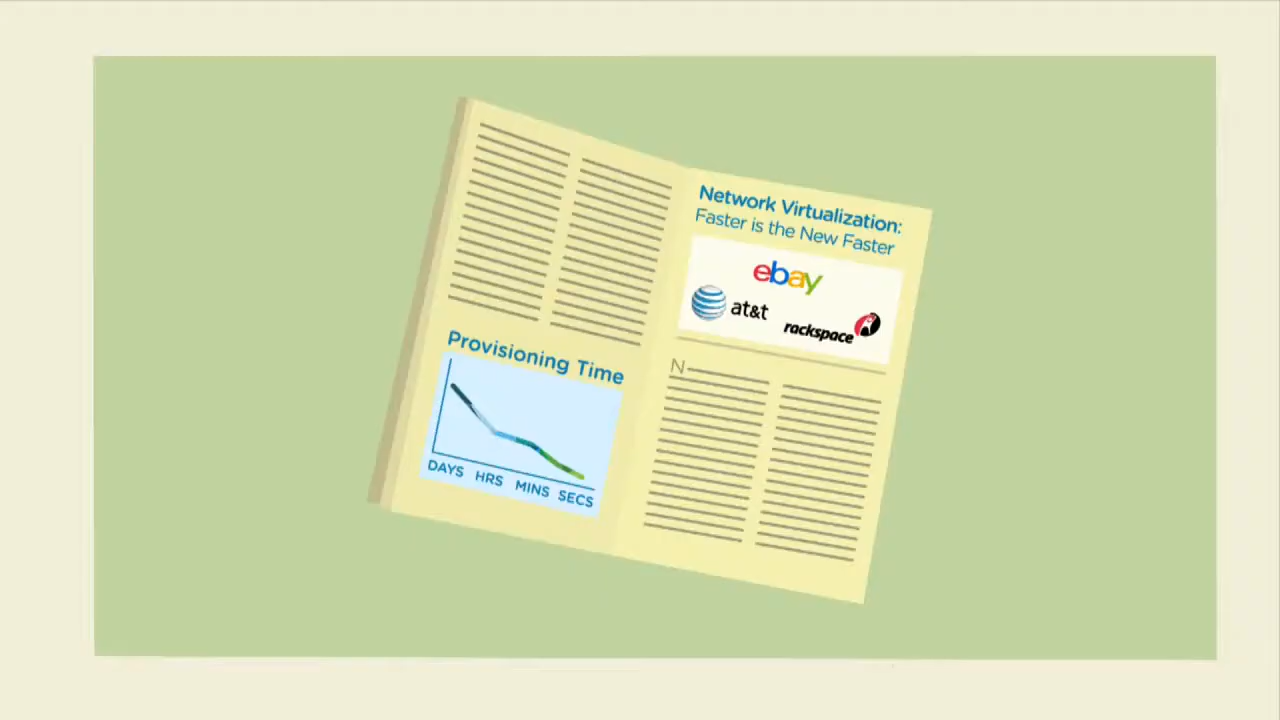 Provisioning Time
DAYS HRS MINS SECS
Network Virtualization:
Faster is the New Faster
ebay
at&t
rackspace
N